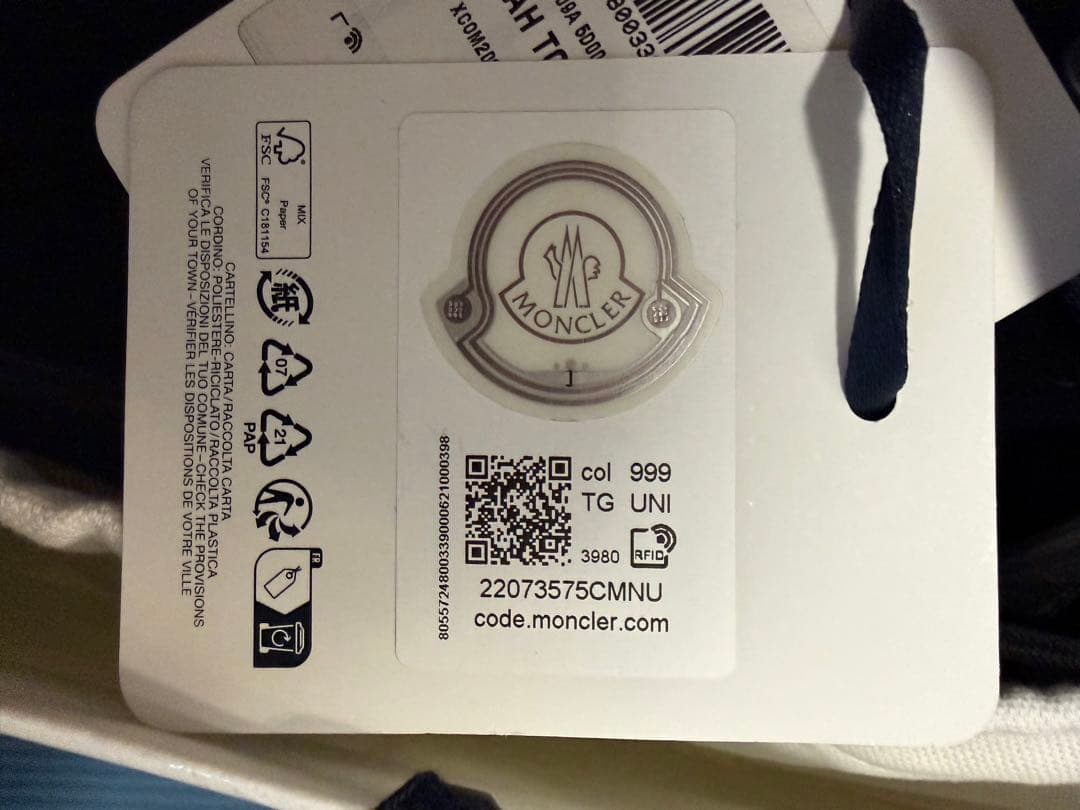 MONCLER
col 999
TG UNI
3980 RFID
22073575CMNU
code.moncler.com
FSC
MIX
Paper
FSC® C181154
紙
07
21
PAP
FR
CARTELLINO: CARTA/RACCOLTA CARTA
CORDINO: POLIESTERE-RICICLATO/RACCOLTA PLASTICA
VERIFICA LE DISPOSIZIONI DEL TUO COMUNE-CHECK THE PROVISIONS
OF YOUR TOWN-VÉRIFIER LES DISPOSITIONS DE VOTRE VILLE